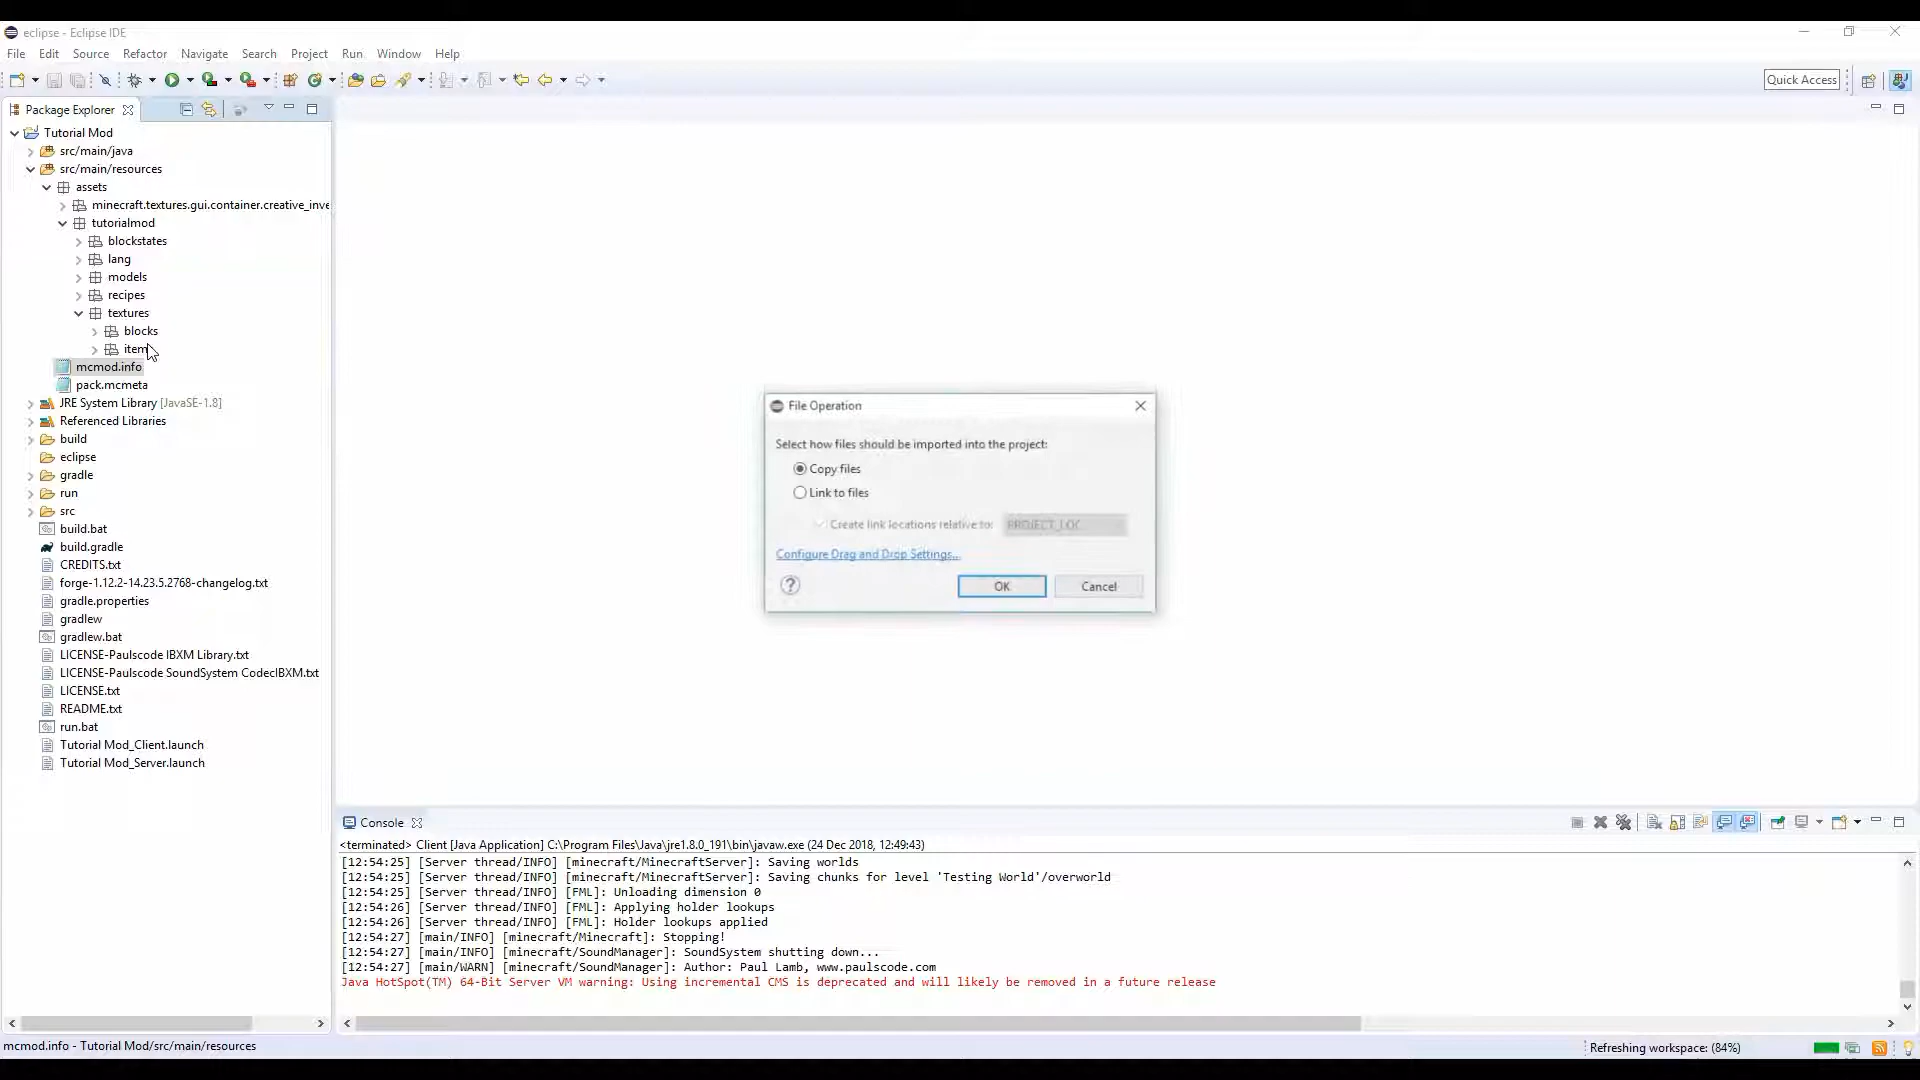 eclipse - Eclipse IDE
File Edit Source Refactor Navigate Search Project Run Window Help
Quick Access
Package Explorer
Tutorial Mod
src/main/java
src/main/resources
assets
minecraft.textures.gui.container.creative_inve
tutorialmod
blockstates
lang
models
recipes
textures
blocks
item
mcmod.info
pack.mcmeta
JRE System Library [JavaSE-1.8]
Referenced Libraries
build
eclipse
gradle
run
src
build.bat
build.gradle
CREDITS.txt
forge-1.12.2-14.23.5.2768-changelog.txt
gradle.properties
gradlew
gradlew.bat
LICENSE-Paulscode IBXM Library.txt
LICENSE-Paulscode SoundSystem CodecIBXM.txt
LICENSE.txt
README.txt
run.bat
Tutorial Mod_Client.launch
Tutorial Mod_Server.launch
File Operation
Select how files should be imported into the project:
Copy files
Link to files
Create link locations relative to: PROJECT_LOC
Configure Drag and Drop Settings...
OK Cancel
Console
<terminated> Client [Java Application] C:\Program Files\Java\jre1.8.0_191\bin\javaw.exe (24 Dec 2018, 12:49:43)
[12:54:25] [Server thread/INFO] [minecraft/MinecraftServer]: Saving worlds
[12:54:25] [Server thread/INFO] [minecraft/MinecraftServer]: Saving chunks for level 'Testing World'/overworld
[12:54:25] [Server thread/INFO] [FML]: Unloading dimension 0
[12:54:26] [Server thread/INFO] [FML]: Applying holder lookups
[12:54:26] [Server thread/INFO] [FML]: Holder lookups applied
[12:54:27] [main/INFO] [minecraft/Minecraft]: Stopping!
[12:54:27] [main/INFO] [minecraft/SoundManager]: SoundSystem shutting down...
[12:54:27] [main/WARN] [minecraft/SoundManager]: Author: Paul Lamb, www.paulscode.com
Java HotSpot(TM) 64-Bit Server VM warning: Using incremental CMS is deprecated and will likely be removed in a future release
mcmod.info - Tutorial Mod/src/main/resources
Refreshing workspace: (84%)